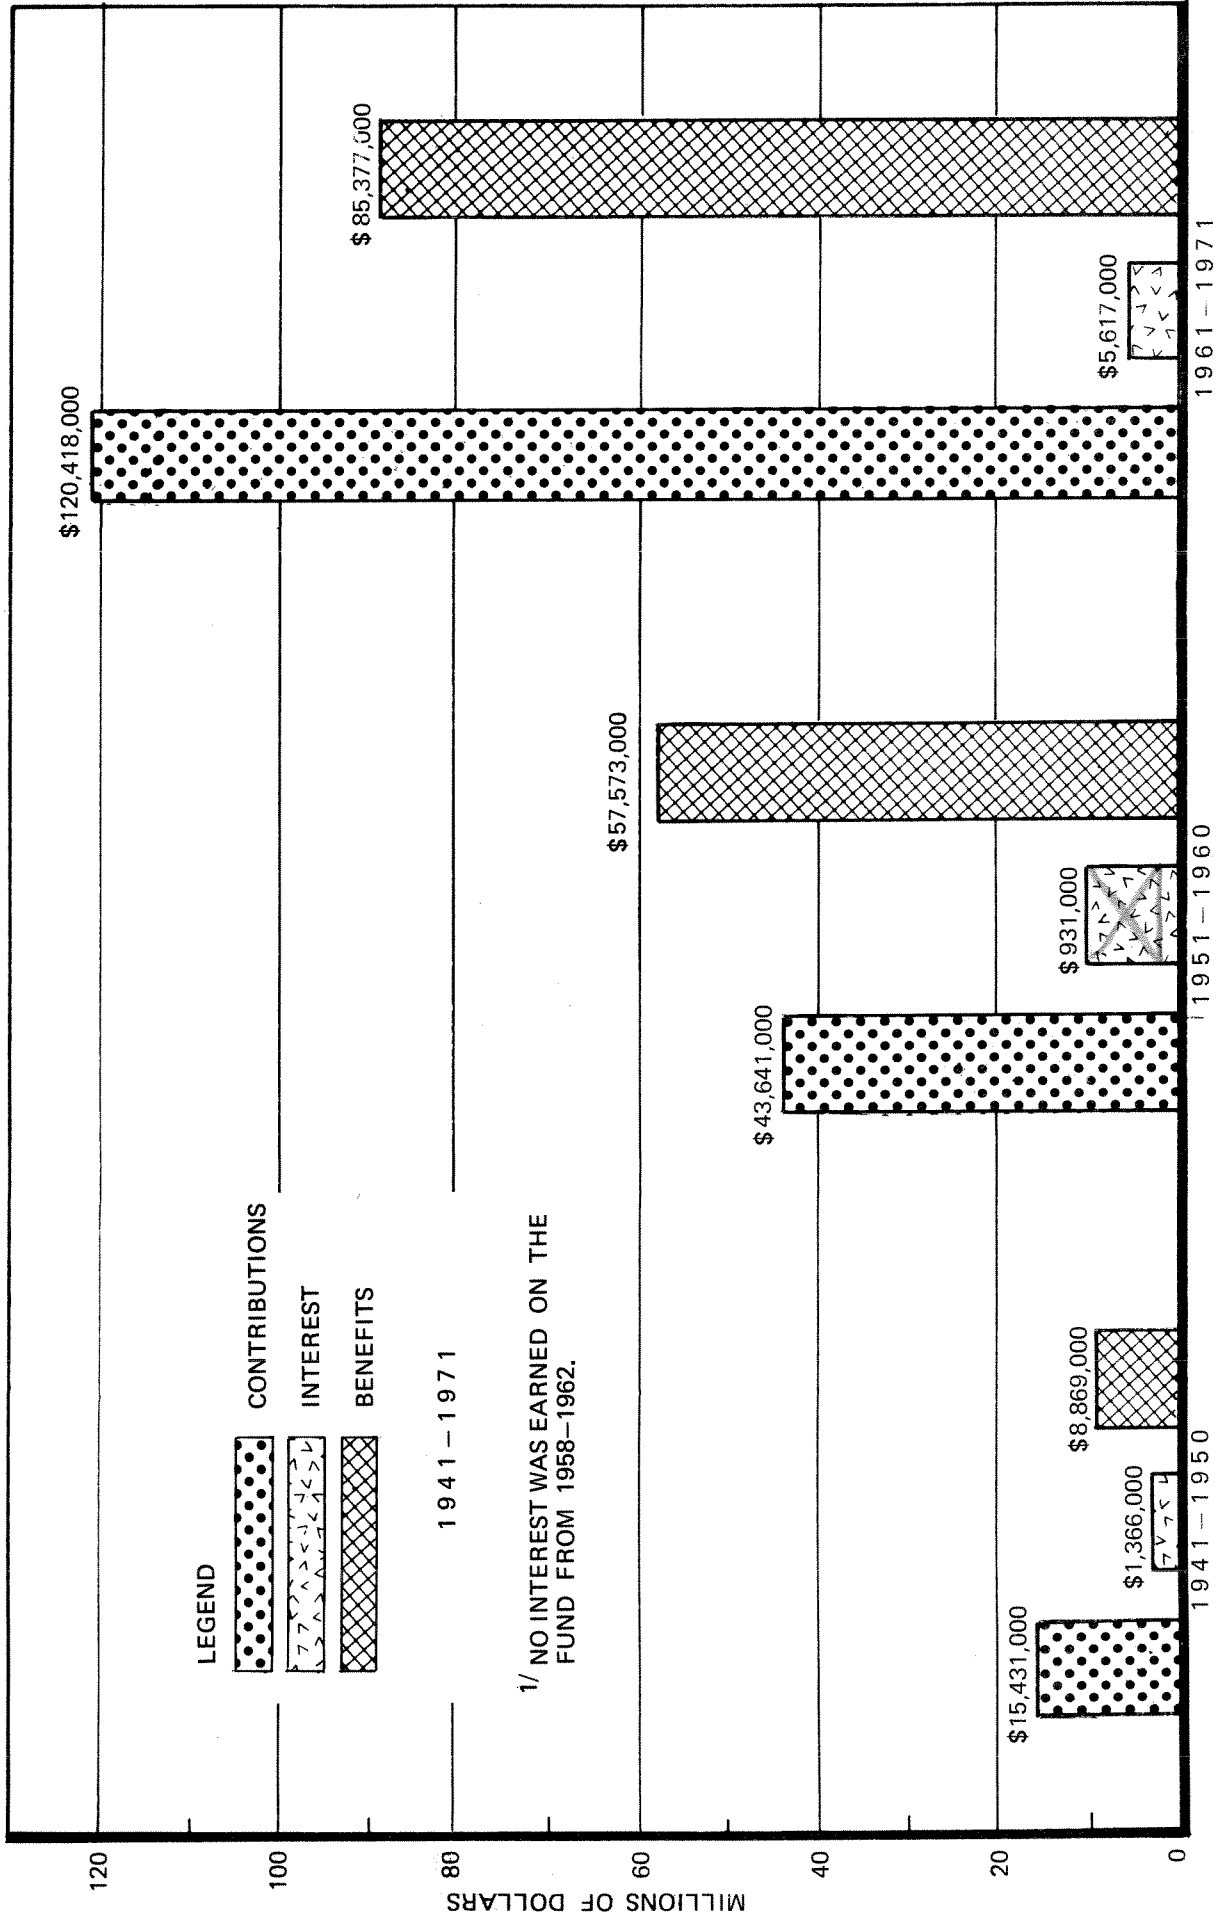 MILLIONS OF DOLLARS
120
100
80
60
40
20
0
LEGEND
CONTRIBUTIONS
INTEREST
BENEFITS
1941–1971
1/ NO INTEREST WAS EARNED ON THE
FUND FROM 1958–1962.
$15,431,000
$1,366,000
$8,869,000
$43,641,000
$931,000
$57,573,000
$120,418,000
$5,617,000
$85,377,000
1941–1950
1951–1960
1961–1971